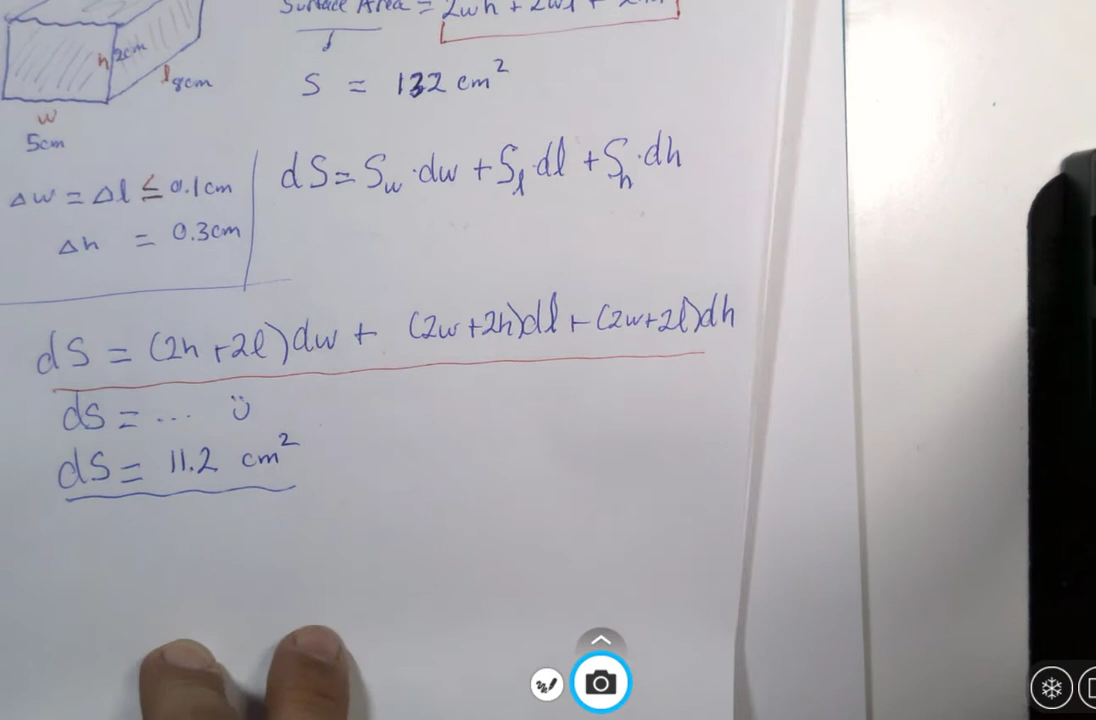 Surface Area = 2wh + 2wl +
h 2cm
l 8cm
S = 132 cm²
w
5cm
dS = S_w · dw + S_l · dl + S_h · dh
Δw = Δl ≤ 0.1cm
Δh = 0.3cm
dS = (2h + 2l)dw + (2w + 2h)dl + (2w + 2l)dh
dS = ...
dS = 11.2 cm²